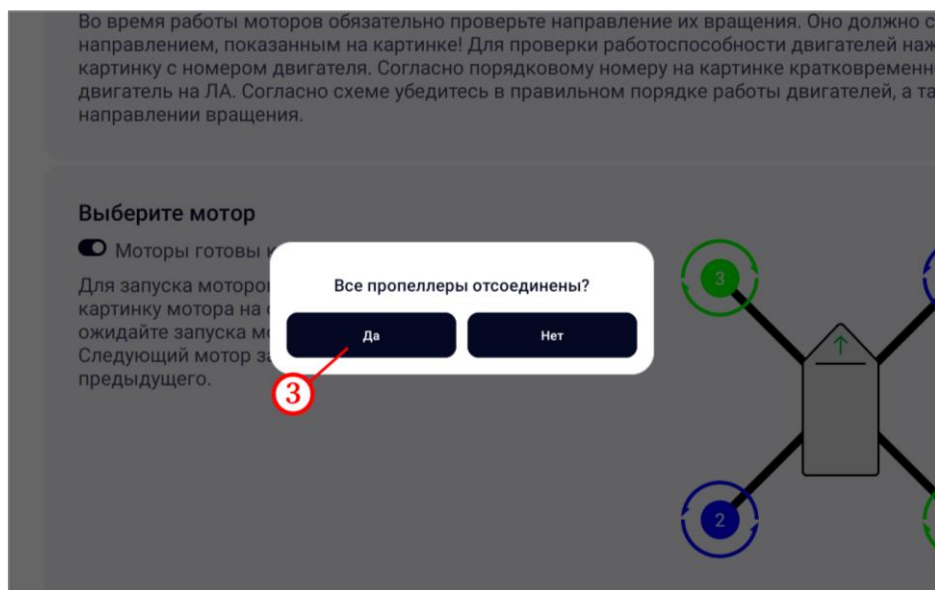 Во время работы моторов обязательно проверьте направление их вращения. Оно должно с
направлением, показанным на картинке! Для проверки работоспособности двигателей наж
картинку с номером двигателя. Согласно порядковому номеру на картинке кратковременн
двигатель на ЛА. Согласно схеме убедитесь в правильном порядке работы двигателей, а та
направлении вращения.
Выберите мотор
Моторы готовы к
Для запуска моторо
картинку мотора на
ожидайте запуска мо
Следующий мотор за
предыдущего.
Все пропеллеры отсоединены?
Да
Нет
3
3
2